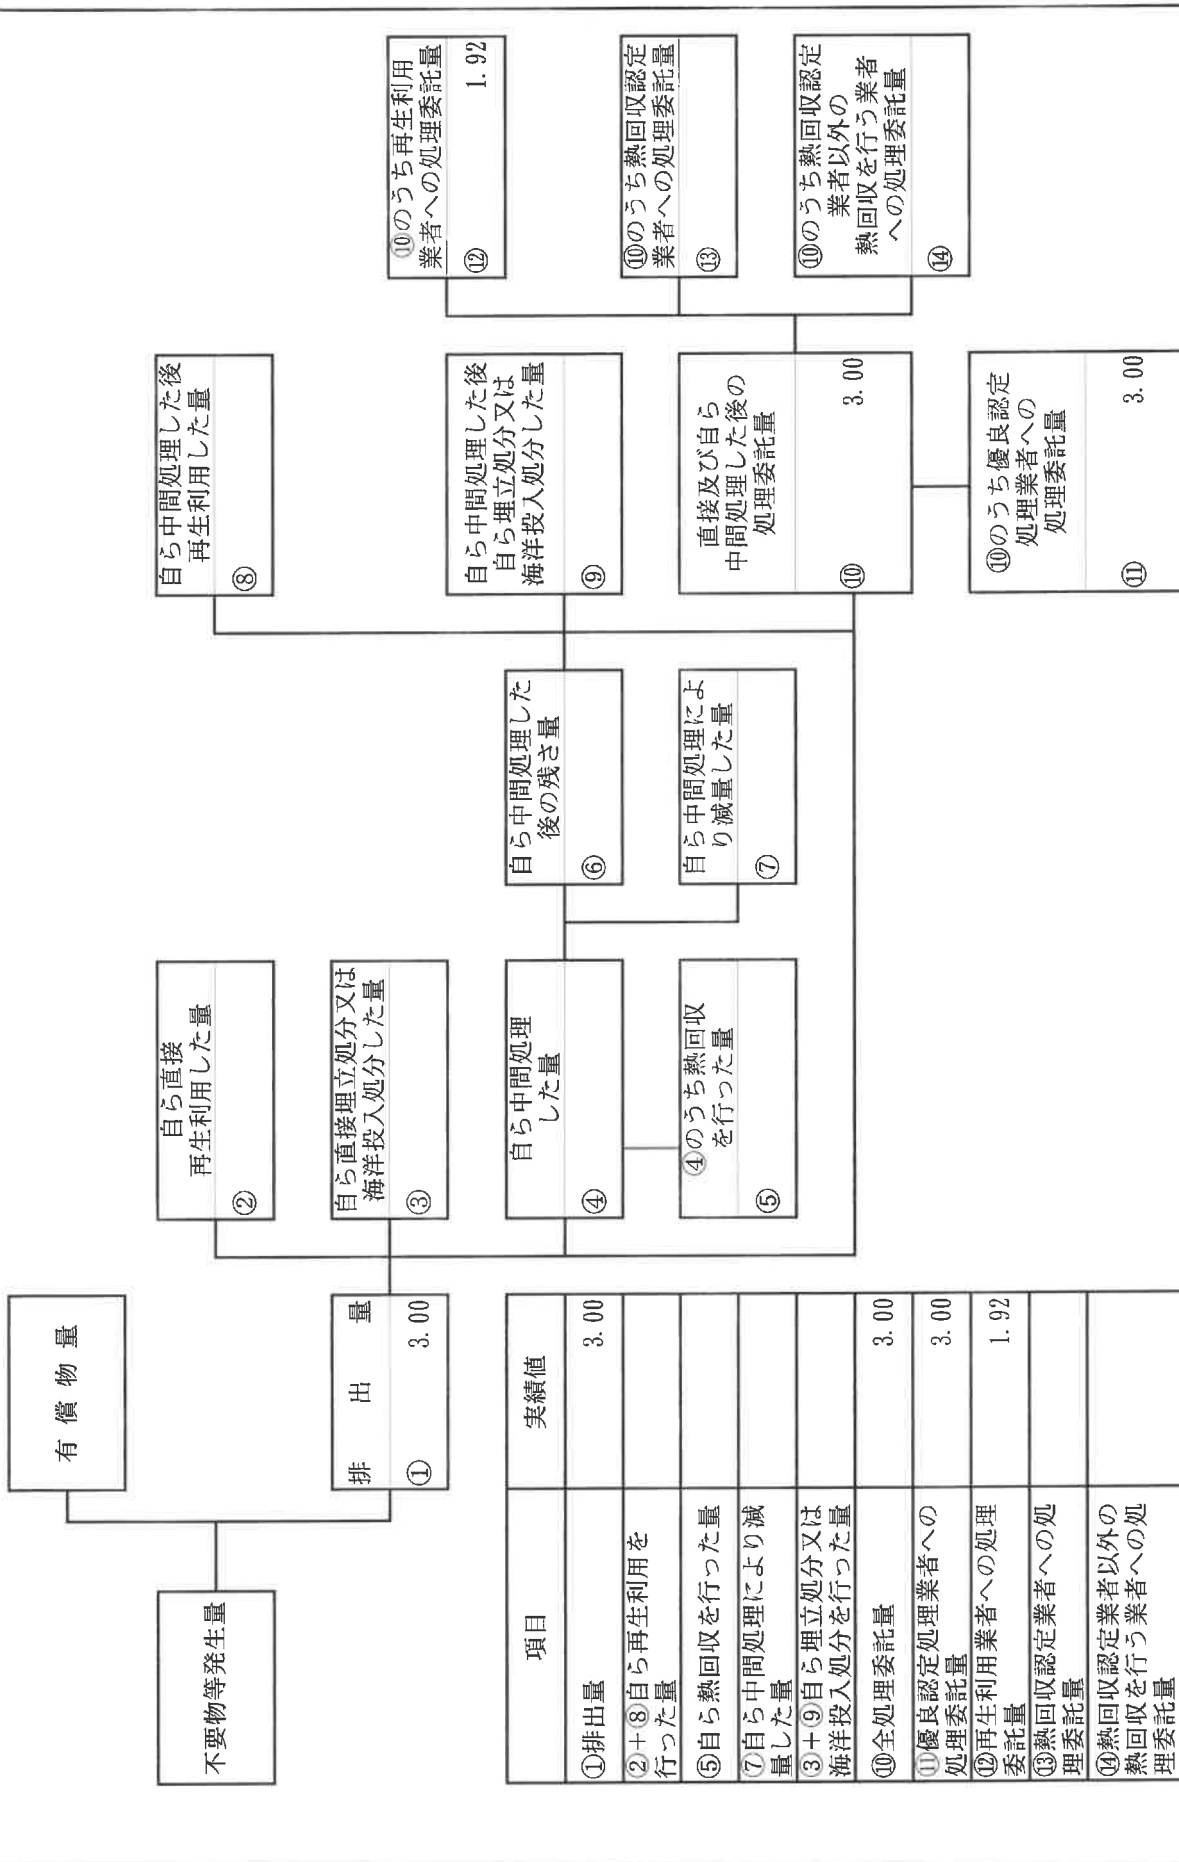 有償物量
不要物等発生量
排出量
① 3.00
自ら直接
再生利用した量
②
自ら直接埋立処分又は
海洋投入処分した量
③
自ら中間処理
した量
④
④のうち熱回収
を行った量
⑤
自ら中間処理した
後の残さ量
⑥
自ら中間処理によ
り減量した量
⑦
自ら中間処理した後
再生利用した量
⑧
自ら中間処理した後
自ら埋立処分又は
海洋投入処分した量
⑨
直接及び自ら
中間処理した後の
処理委託量
⑩ 3.00
⑩のうち優良認定
処理業者への
処理委託量
⑪ 3.00
⑩のうち再生利用
業者への処理委託量
⑫ 1.92
⑩のうち熱回収認定
業者への処理委託量
⑬
⑩のうち熱回収認定
業者以外の
熱回収を行う業者
への処理委託量
⑭
項目 実績値
①排出量 3.00
②+⑧自ら再生利用を
行った量
⑤自ら熱回収を行った量
⑦自ら中間処理により減
量した量
③+⑨自ら埋立処分又は
海洋投入処分を行った量
⑩全処理委託量 3.00
⑪優良認定処理業者への
処理委託量 3.00
⑫再生利用業者への処理
委託量 1.92
⑬熱回収認定業者への処
理委託量
⑭熱回収認定業者以外の
熱回収を行う業者への処
理委託量